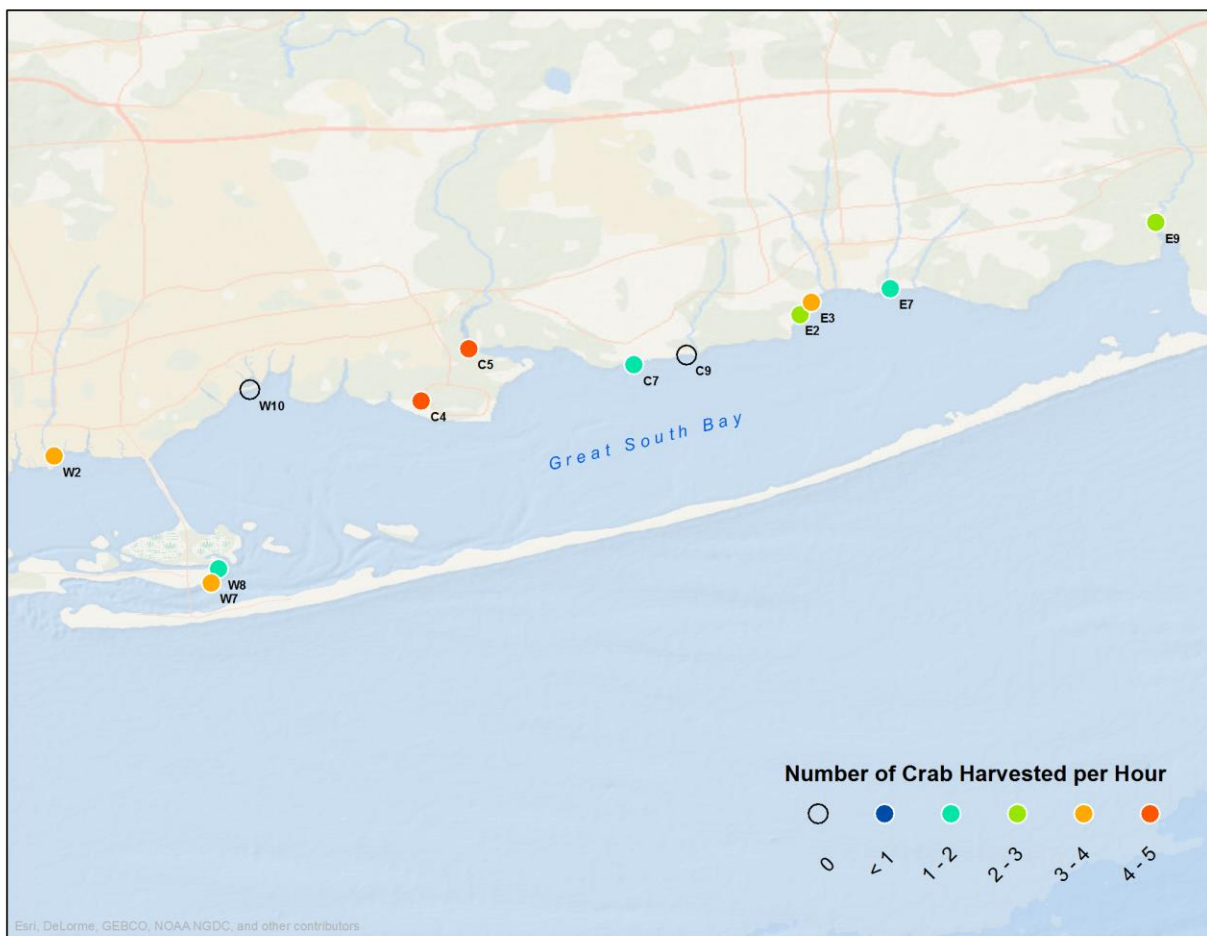 E9
E7
E3
E2
C5
C7
C9
W10
C4
Great South Bay
W2
W8
W7
Number of Crab Harvested per Hour
0
< 1
1 - 2
2 - 3
3 - 4
4 - 5
Esri, DeLorme, GEBCO, NOAA NGDC, and other contributors